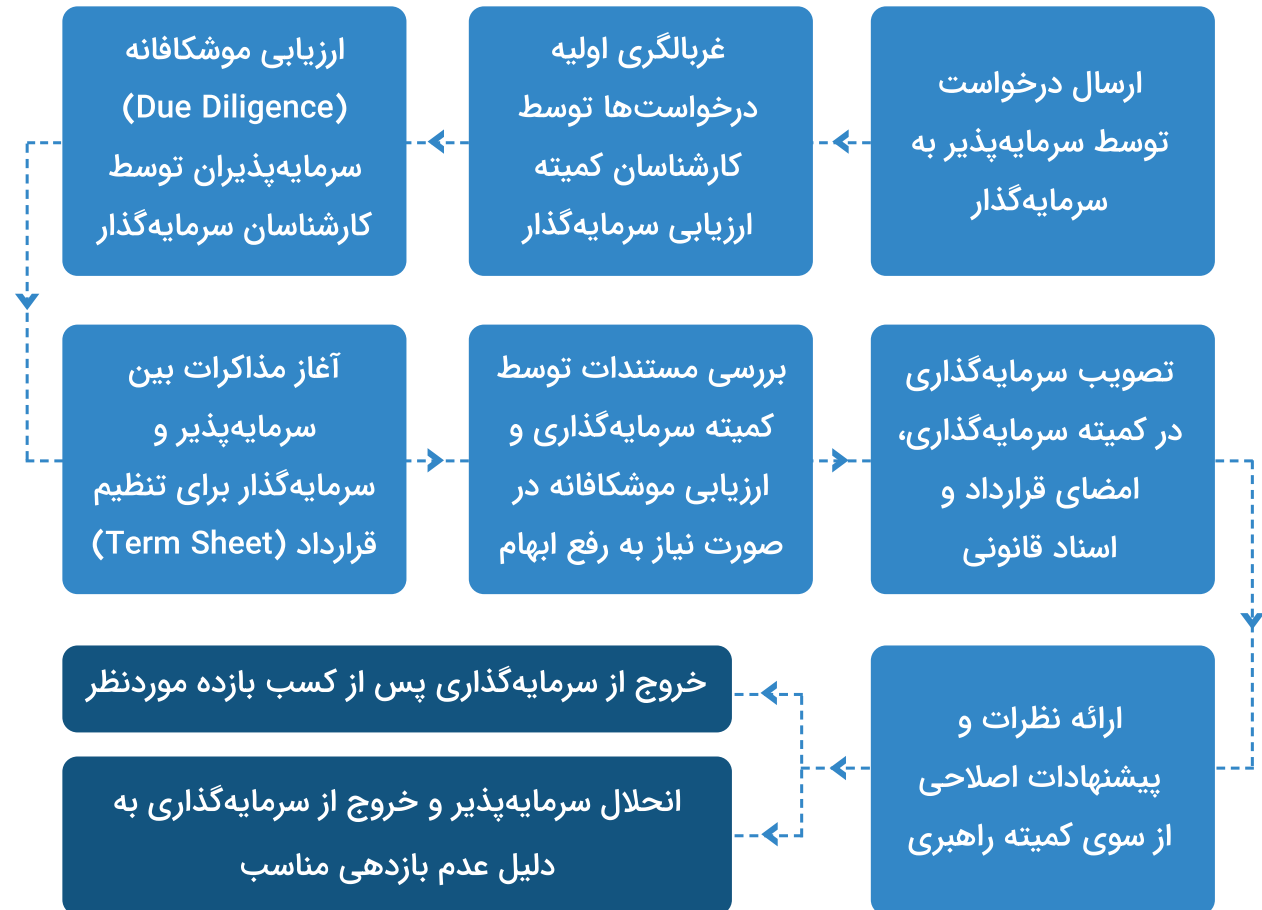 ارسال درخواست
توسط سرمایه‌پذیر به
سرمایه‌گذار
غربالگری اولیه
درخواست‌ها توسط
کارشناسان کمیته
ارزیابی سرمایه‌گذار
ارزیابی موشکافانه
(Due Diligence)
سرمایه‌پذیران توسط
کارشناسان سرمایه‌گذار
آغاز مذاکرات بین
سرمایه‌پذیر و
سرمایه‌گذار برای تنظیم
قرارداد (Term Sheet)
بررسی مستندات توسط
کمیته سرمایه‌گذاری و
ارزیابی موشکافانه در
صورت نیاز به رفع ابهام
تصویب سرمایه‌گذاری
در کمیته سرمایه‌گذاری،
امضای قرارداد و
اسناد قانونی
ارائه نظرات و
پیشنهادات اصلاحی
از سوی کمیته راهبری
خروج از سرمایه‌گذاری پس از کسب بازده موردنظر
انحلال سرمایه‌پذیر و خروج از سرمایه‌گذاری به
دلیل عدم بازدهی مناسب